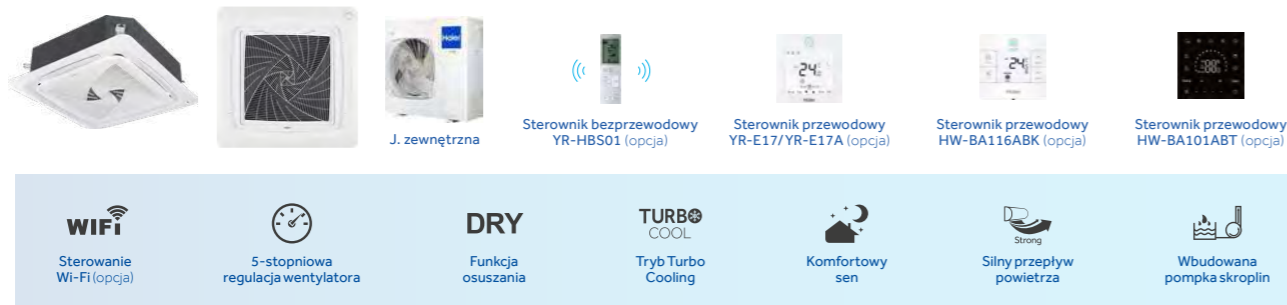 Haier
J. zewnętrzna
Sterownik bezprzewodowy
YR-HBS01 (opcja)
Sterownik przewodowy
YR-E17/YR-E17A (opcja)
Sterownik przewodowy
HW-BA116ABK (opcja)
Sterownik przewodowy
HW-BA101ABT (opcja)
WIFI
DRY
TURBO
COOL
Strong
Sterowanie
Wi-Fi (opcja)
5-stopniowa
regulacja wentylatora
Funkcja
osuszania
Tryb Turbo
Cooling
Komfortowy
sen
Silny przepływ
powietrza
Wbudowana
pompka skroplin